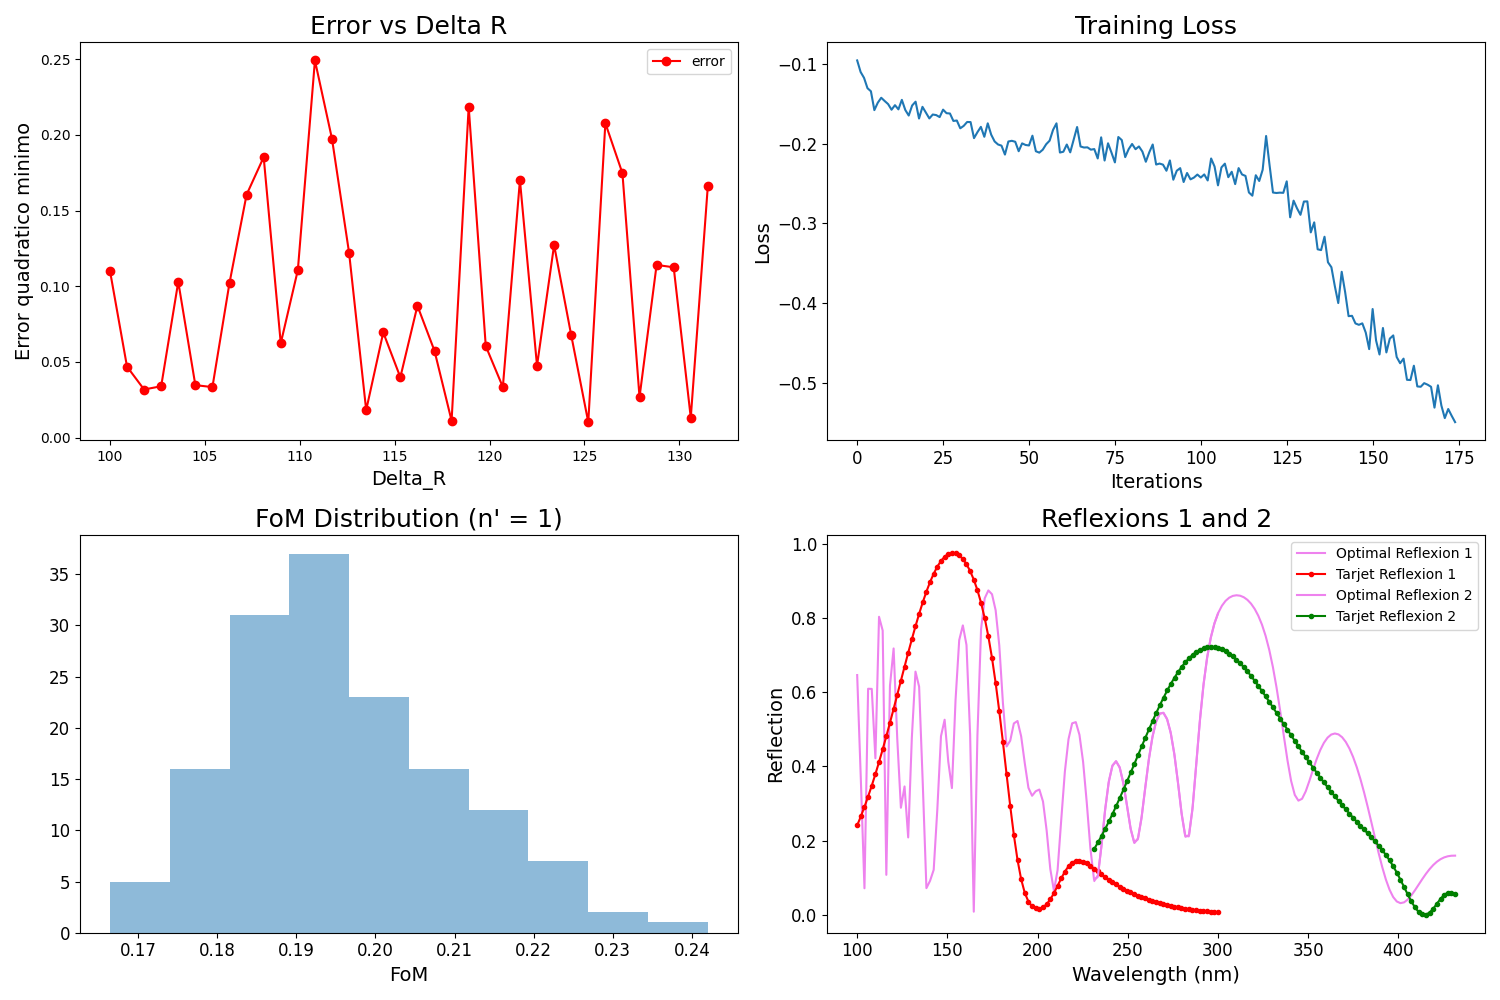 Error vs Delta R
error
Error quadratico minimo
0.25
0.20
0.15
0.10
0.05
0.00
100 105 110 115 120 125 130
Delta_R
Training Loss
Loss
−0.1
−0.2
−0.3
−0.4
−0.5
0 25 50 75 100 125 150 175
Iterations
FoM Distribution (n' = 1)
35
30
25
20
15
10
5
0
0.17 0.18 0.19 0.20 0.21 0.22 0.23 0.24
FoM
Reflexions 1 and 2
Optimal Reflexion 1
Tarjet Reflexion 1
Optimal Reflexion 2
Tarjet Reflexion 2
Reflection
1.0
0.8
0.6
0.4
0.2
0.0
100 150 200 250 300 350 400
Wavelength (nm)